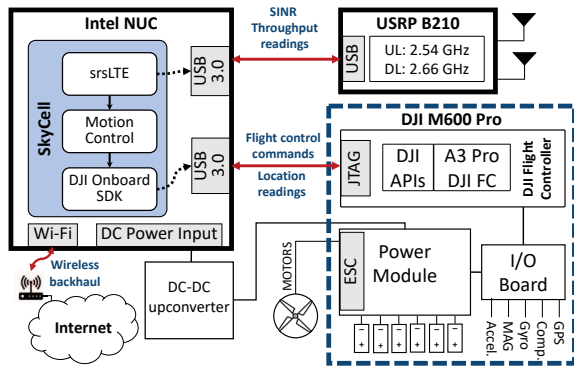 Intel NUC
SkyCell
srsLTE
Motion
Control
DJI Onboard
SDK
USB
3.0
USB
3.0
Wi-Fi
DC Power Input
SINR
Throughput
readings
USRP B210
USB
UL: 2.54 GHz
DL: 2.66 GHz
Flight control
commands
Location
readings
DJI M600 Pro
JTAG
DJI
APIs
A3 Pro
DJI FC
DJI Flight
Controller
Wireless
backhaul
Internet
DC-DC
upconverter
MOTORS
ESC
Power
Module
I/O
Board
Accel.
MAG
Gyro
Comp.
GPS
- +
- +
- +
- +
- +
- +